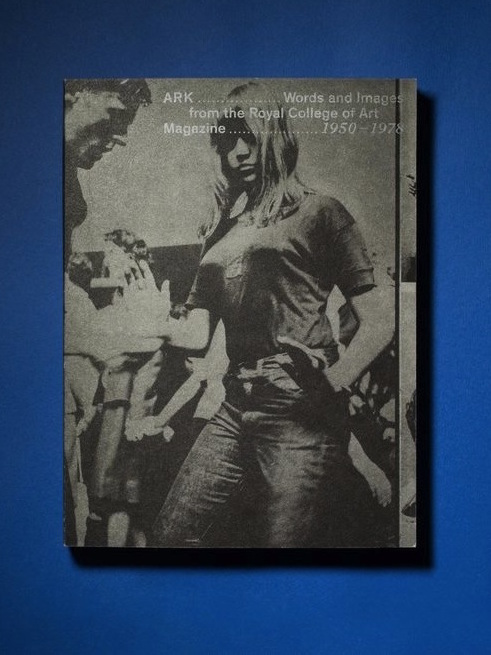 ARK ................... Words and Images
from the Royal College of Art
Magazine .................... 1950–1978